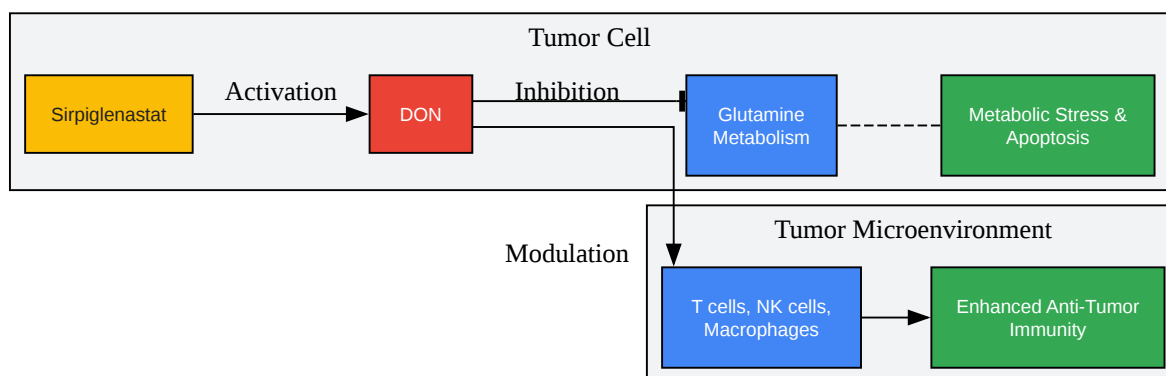 Tumor Cell
Sirpiglenastat
Activation
DON
Inhibition
Glutamine
Metabolism
Metabolic Stress &
Apoptosis
Modulation
Tumor Microenvironment
T cells, NK cells,
Macrophages
Enhanced Anti-Tumor
Immunity